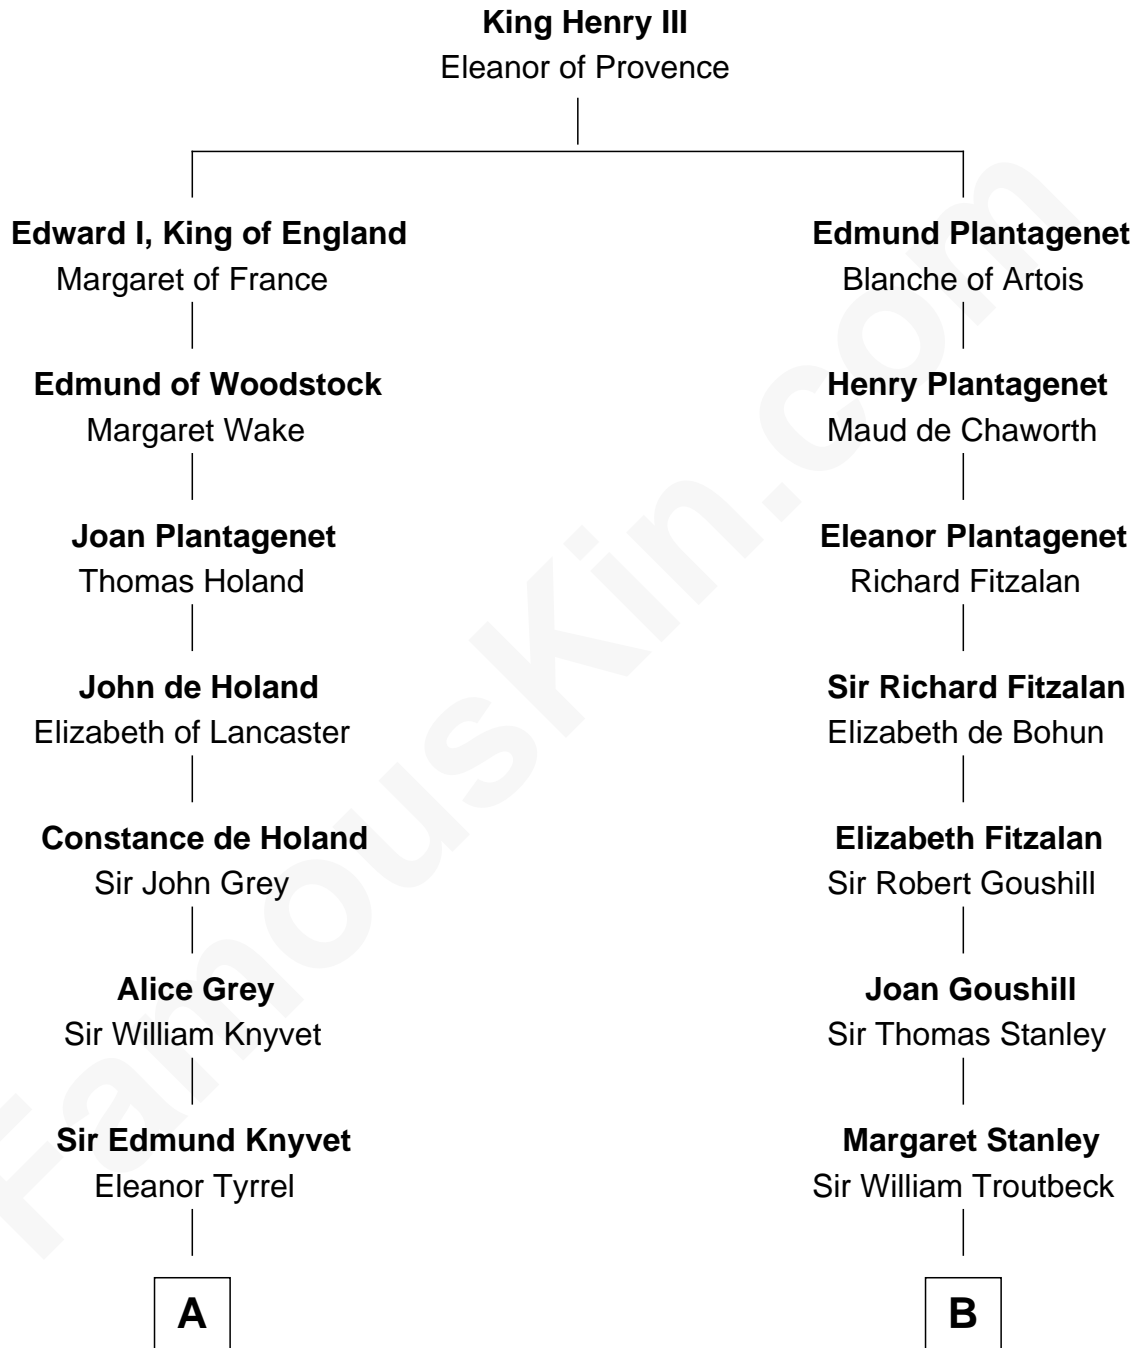 King Henry III
Eleanor of Provence
Edward I, King of England
Margaret of France
Edmund Plantagenet
Blanche of Artois
Edmund of Woodstock
Margaret Wake
Henry Plantagenet
Maud de Chaworth
Joan Plantagenet
Thomas Holand
Eleanor Plantagenet
Richard Fitzalan
John de Holand
Elizabeth of Lancaster
Sir Richard Fitzalan
Elizabeth de Bohun
Constance de Holand
Sir John Grey
Elizabeth Fitzalan
Sir Robert Goushill
Alice Grey
Sir William Knyvet
Joan Goushill
Sir Thomas Stanley
Sir Edmund Knyvet
Eleanor Tyrrel
Margaret Stanley
Sir William Troutbeck
A
B
FamousKin.com